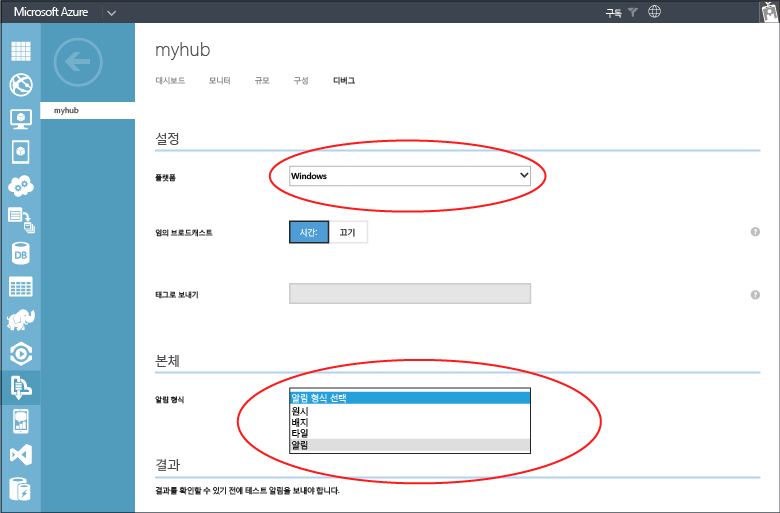 Microsoft Azure
구독
myhub
myhub
대시보드 모니터 규모 구성 디버그
설정
플랫폼
Windows
임의 브로드캐스트
시간:
끄기
?
태그로 보내기
?
본체
알림 형식
알림 형식 선택
원시
배지
타일
알림
결과
결과를 확인할 수 있기 전에 테스트 알림을 보내야 합니다.
DB